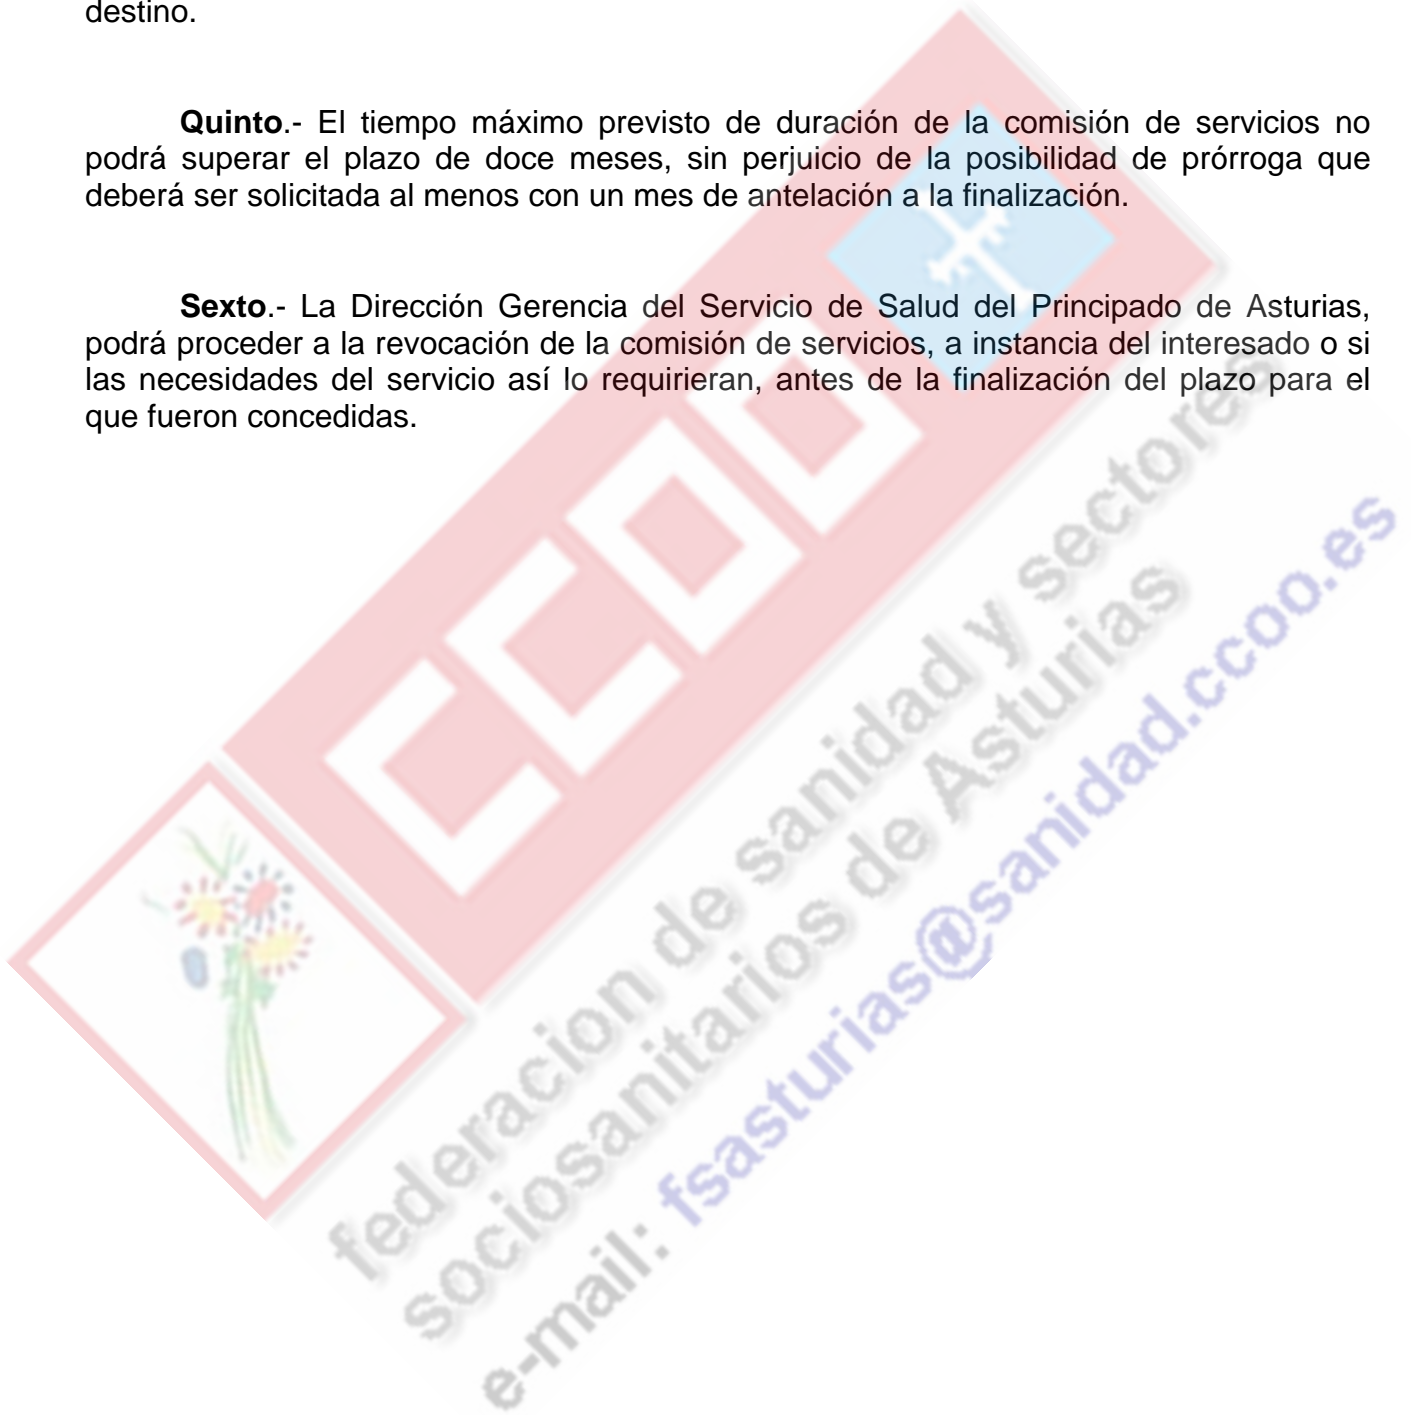 destino.
Quinto.- El tiempo máximo previsto de duración de la comisión de servicios no
podrá superar el plazo de doce meses, sin perjuicio de la posibilidad de prórroga que
deberá ser solicitada al menos con un mes de antelación a la finalización.
Sexto.- La Dirección Gerencia del Servicio de Salud del Principado de Asturias,
podrá proceder a la revocación de la comisión de servicios, a instancia del interesado o si
las necesidades del servicio así lo requirieran, antes de la finalización del plazo para el
que fueron concedidas.
CCOO
federacion de sanidad y sectores
sociosanitarios de Asturias
e-mail: fsasturias@sanidad.ccoo.es